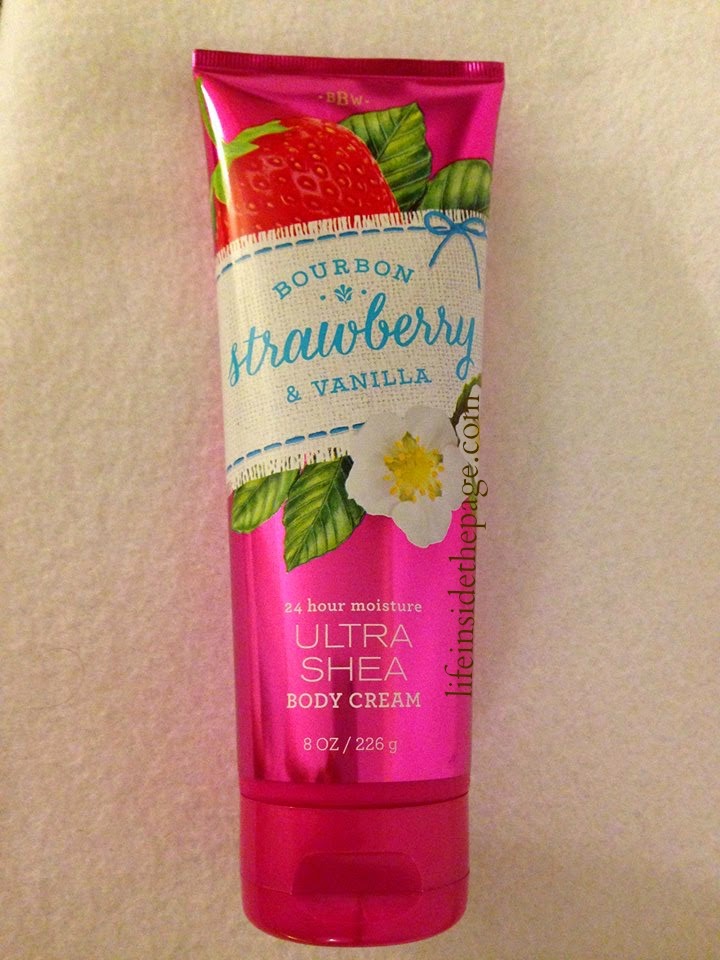 ·BBW·
BOURBON
strawberry
& VANILLA
24 hour moisture
ULTRA
SHEA
BODY CREAM
8 OZ / 226 g
lifeinsidethepage.com